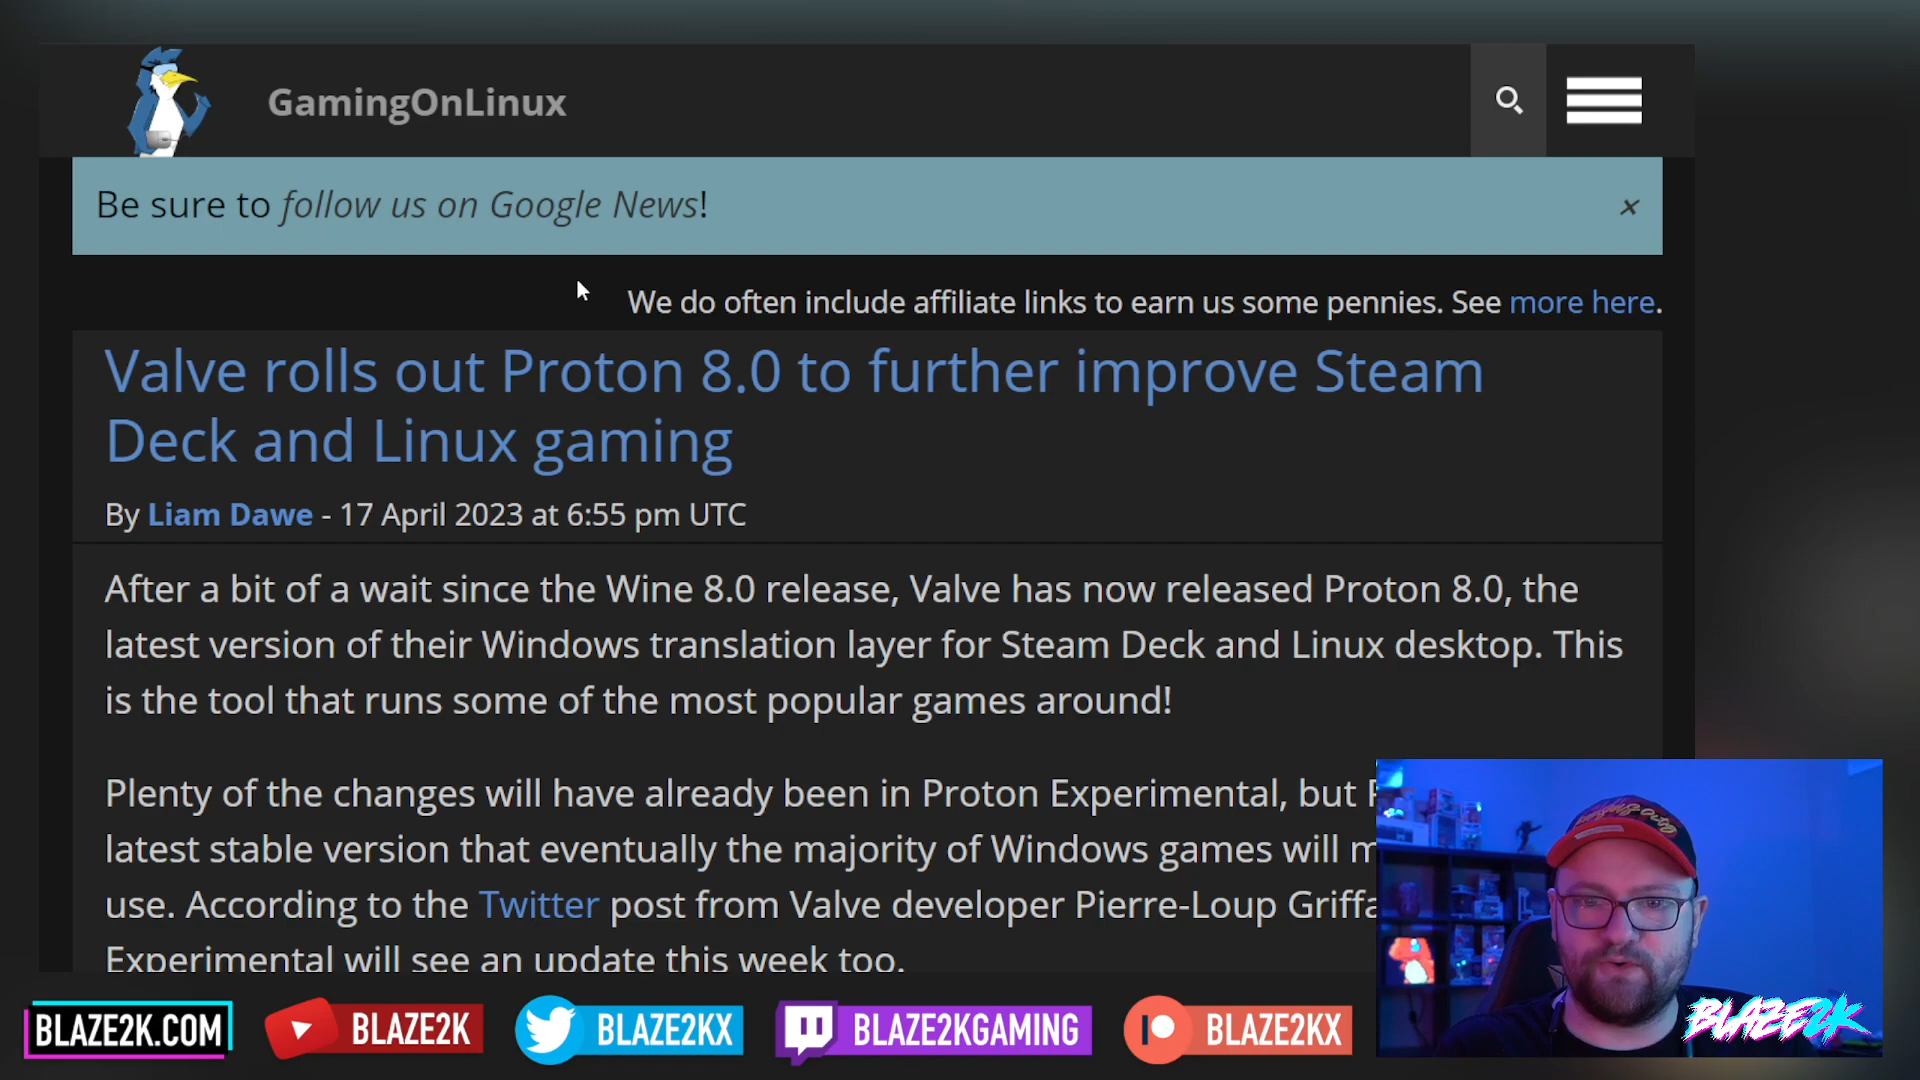 GamingOnLinux
Be sure to follow us on Google News!
×
We do often include affiliate links to earn us some pennies. See more here.
Valve rolls out Proton 8.0 to further improve Steam
Deck and Linux gaming
By Liam Dawe - 17 April 2023 at 6:55 pm UTC
After a bit of a wait since the Wine 8.0 release, Valve has now released Proton 8.0, the
latest version of their Windows translation layer for Steam Deck and Linux desktop. This
is the tool that runs some of the most popular games around!
Plenty of the changes will have already been in Proton Experimental, but
latest stable version that eventually the majority of Windows games will
use. According to the Twitter post from Valve developer Pierre-Loup
Experimental will see an update this week too.
BLAZE2K.COM
BLAZE2K
BLAZE2KX
BLAZE2KGAMING
BLAZE2KX
BLAZE2K